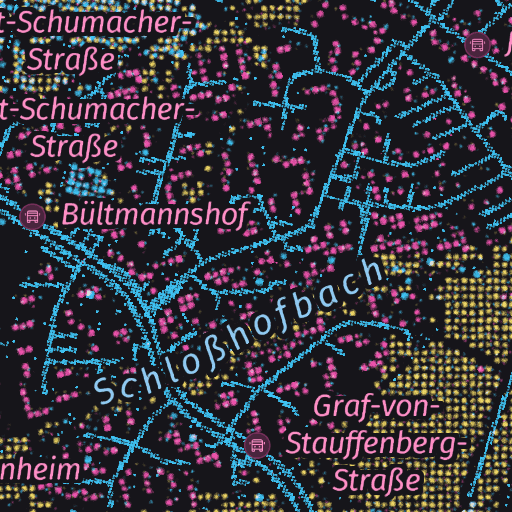 t-Schumacher-
Straße
t-Schumacher-
Straße
Bültmannshof
Schloßhofbach
Graf-von-
Stauffenberg-
Straße
nheim